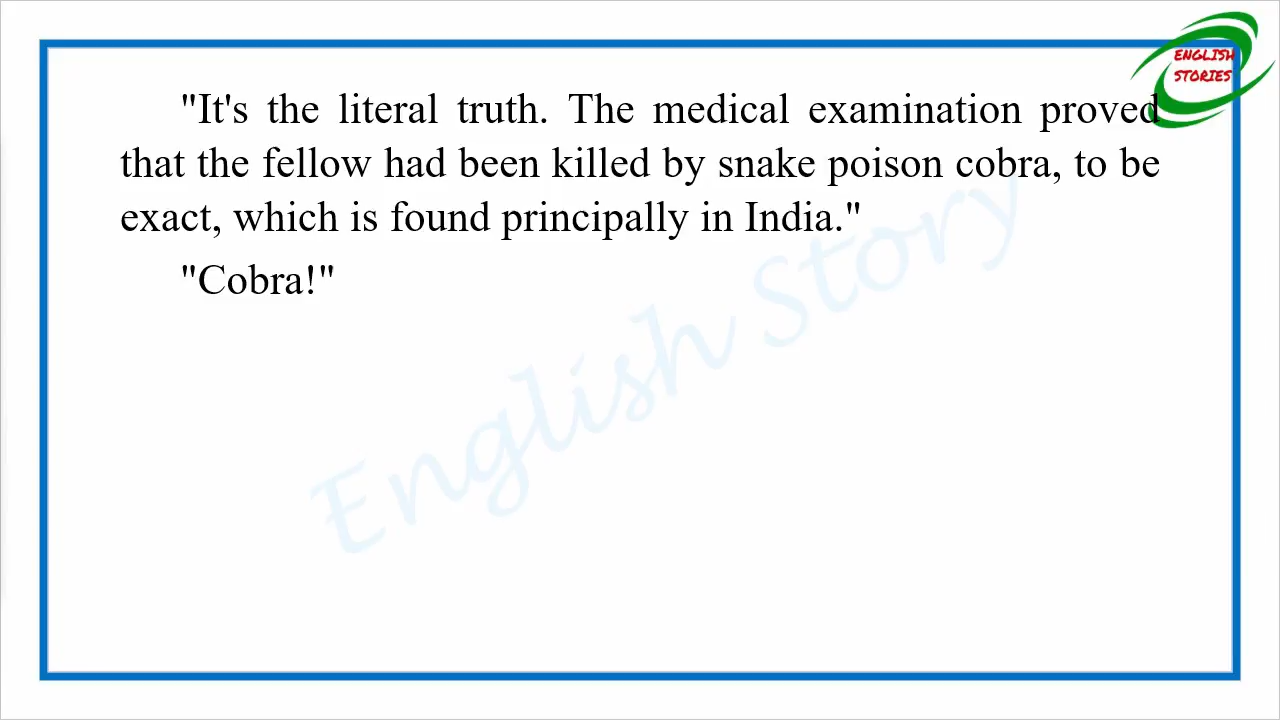 ENGLISH
STORIES
"It's the literal truth. The medical examination proved
that the fellow had been killed by snake poison cobra, to be
exact, which is found principally in India."
"Cobra!"
English Story